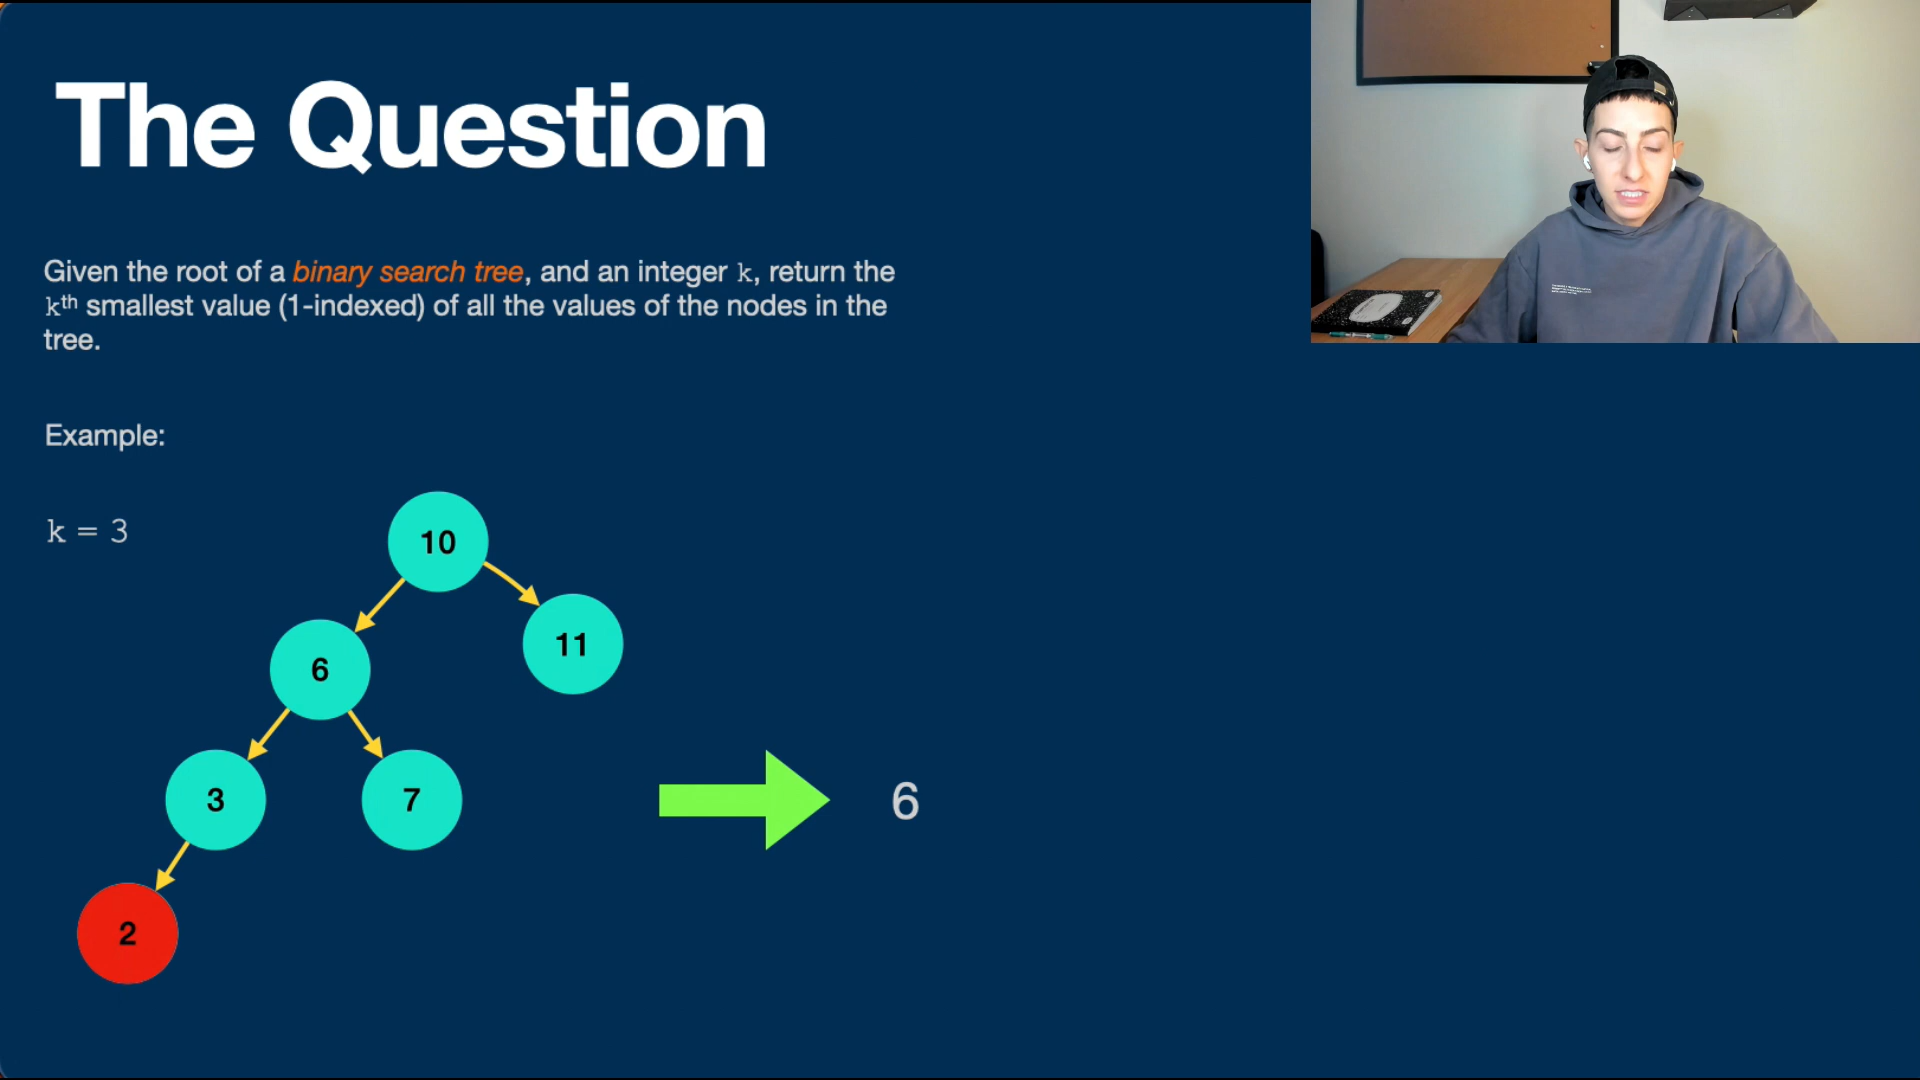 The Question
Given the root of a binary search tree, and an integer k, return the
kth smallest value (1-indexed) of all the values of the nodes in the
tree.
Example:
k = 3
10
11
6
3
7
6
2